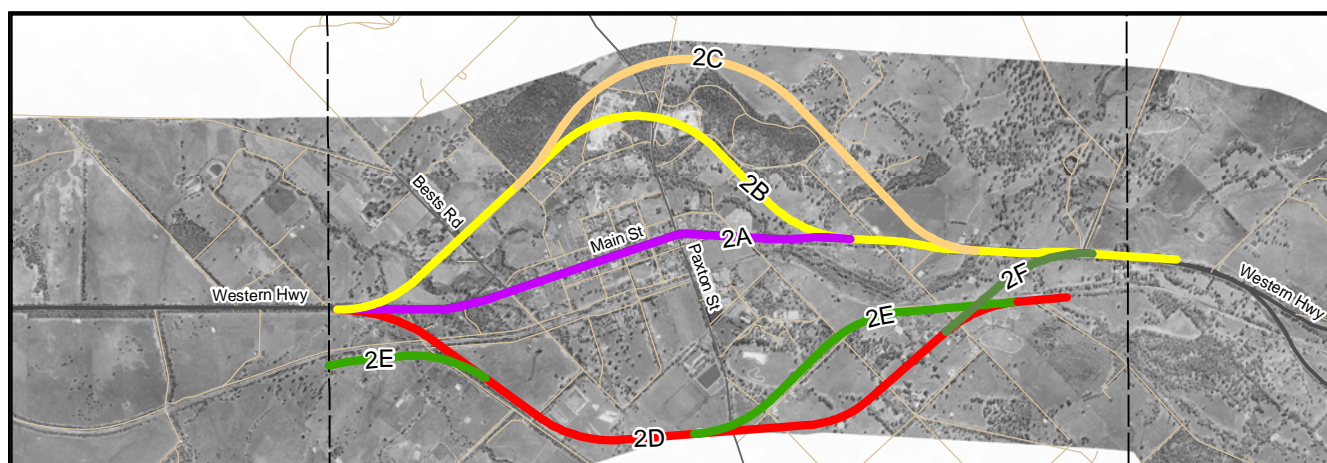 2C
2B
Bests Rd
Main St
2A
Paxton St
Western Hwy
2F
Western Hwy
2E
2E
2D